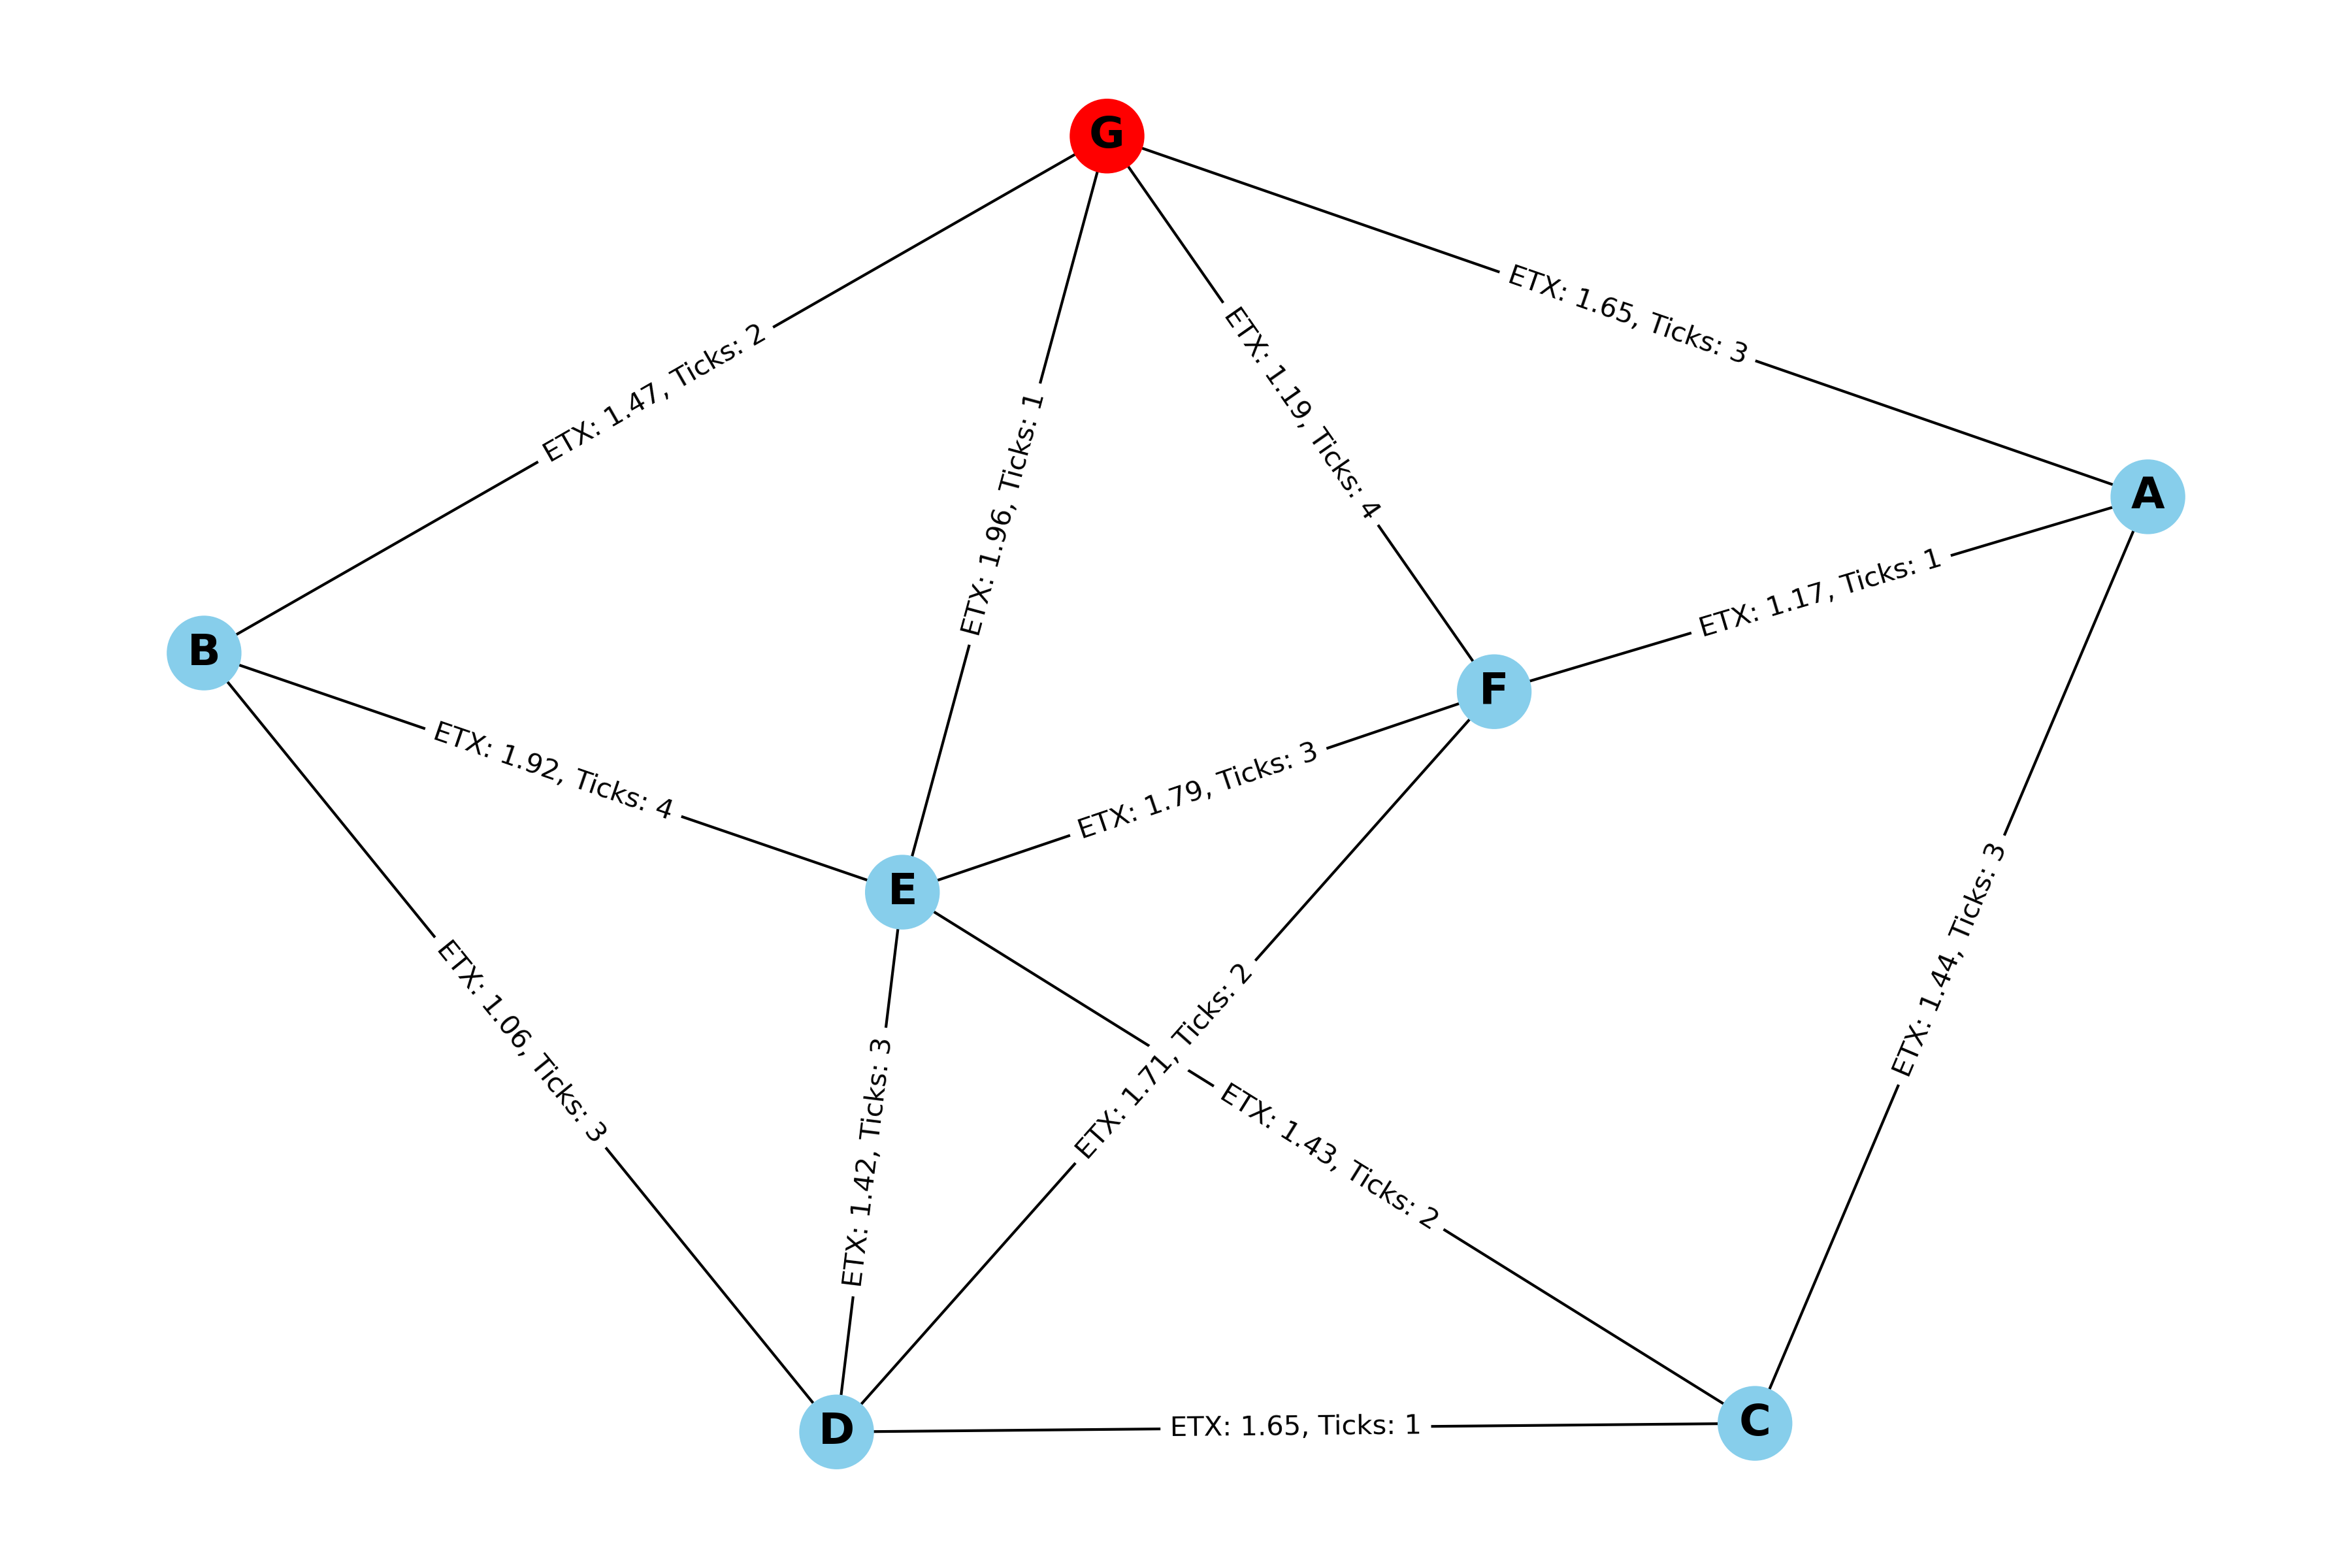 G
ETX: 1.65, Ticks: 3
ETX: 1.47, Ticks: 2
ETX: 1.19, Ticks: 4
ETX: 1.96, Ticks: 1
A
ETX: 1.17, Ticks: 1
B
F
ETX: 1.92, Ticks: 4
ETX: 1.79, Ticks: 3
E
ETX: 1.44, Ticks: 3
ETX: 1.06, Ticks: 3
ETX: 1.71, Ticks: 2
ETX: 1.42, Ticks: 3
ETX: 1.43, Ticks: 2
D
ETX: 1.65, Ticks: 1
C